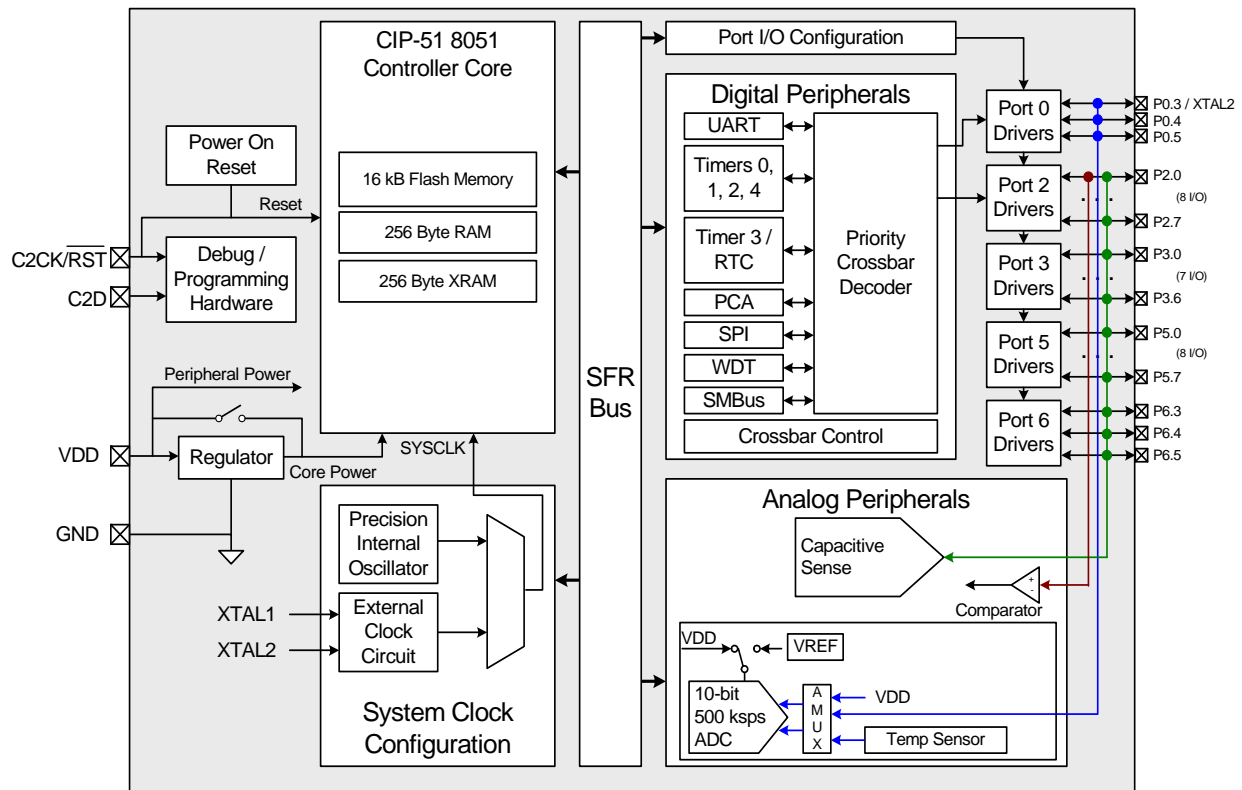 CIP-51 8051
Controller Core
16 kB Flash Memory
256 Byte RAM
256 Byte XRAM
Power On
Reset
Reset
C2CK/RST
C2D
Debug /
Programming
Hardware
Peripheral Power
VDD
Regulator
Core Power
SYSCLK
GND
Precision
Internal
Oscillator
XTAL1
XTAL2
External
Clock
Circuit
System Clock
Configuration
SFR
Bus
Port I/O Configuration
Digital Peripherals
UART
Timers 0,
1, 2, 4
Timer 3 /
RTC
PCA
SPI
WDT
SMBus
Priority
Crossbar
Decoder
Crossbar Control
Port 0
Drivers
Port 2
Drivers
Port 3
Drivers
Port 5
Drivers
Port 6
Drivers
P0.3 / XTAL2
P0.4
P0.5
P2.0
(8 I/O)
P2.7
P3.0
(7 I/O)
P3.6
P5.0
(8 I/O)
P5.7
P6.3
P6.4
P6.5
Analog Peripherals
Capacitive
Sense
+
-
Comparator
VDD
VREF
10-bit
500 ksps
ADC
A
M
U
X
VDD
Temp Sensor